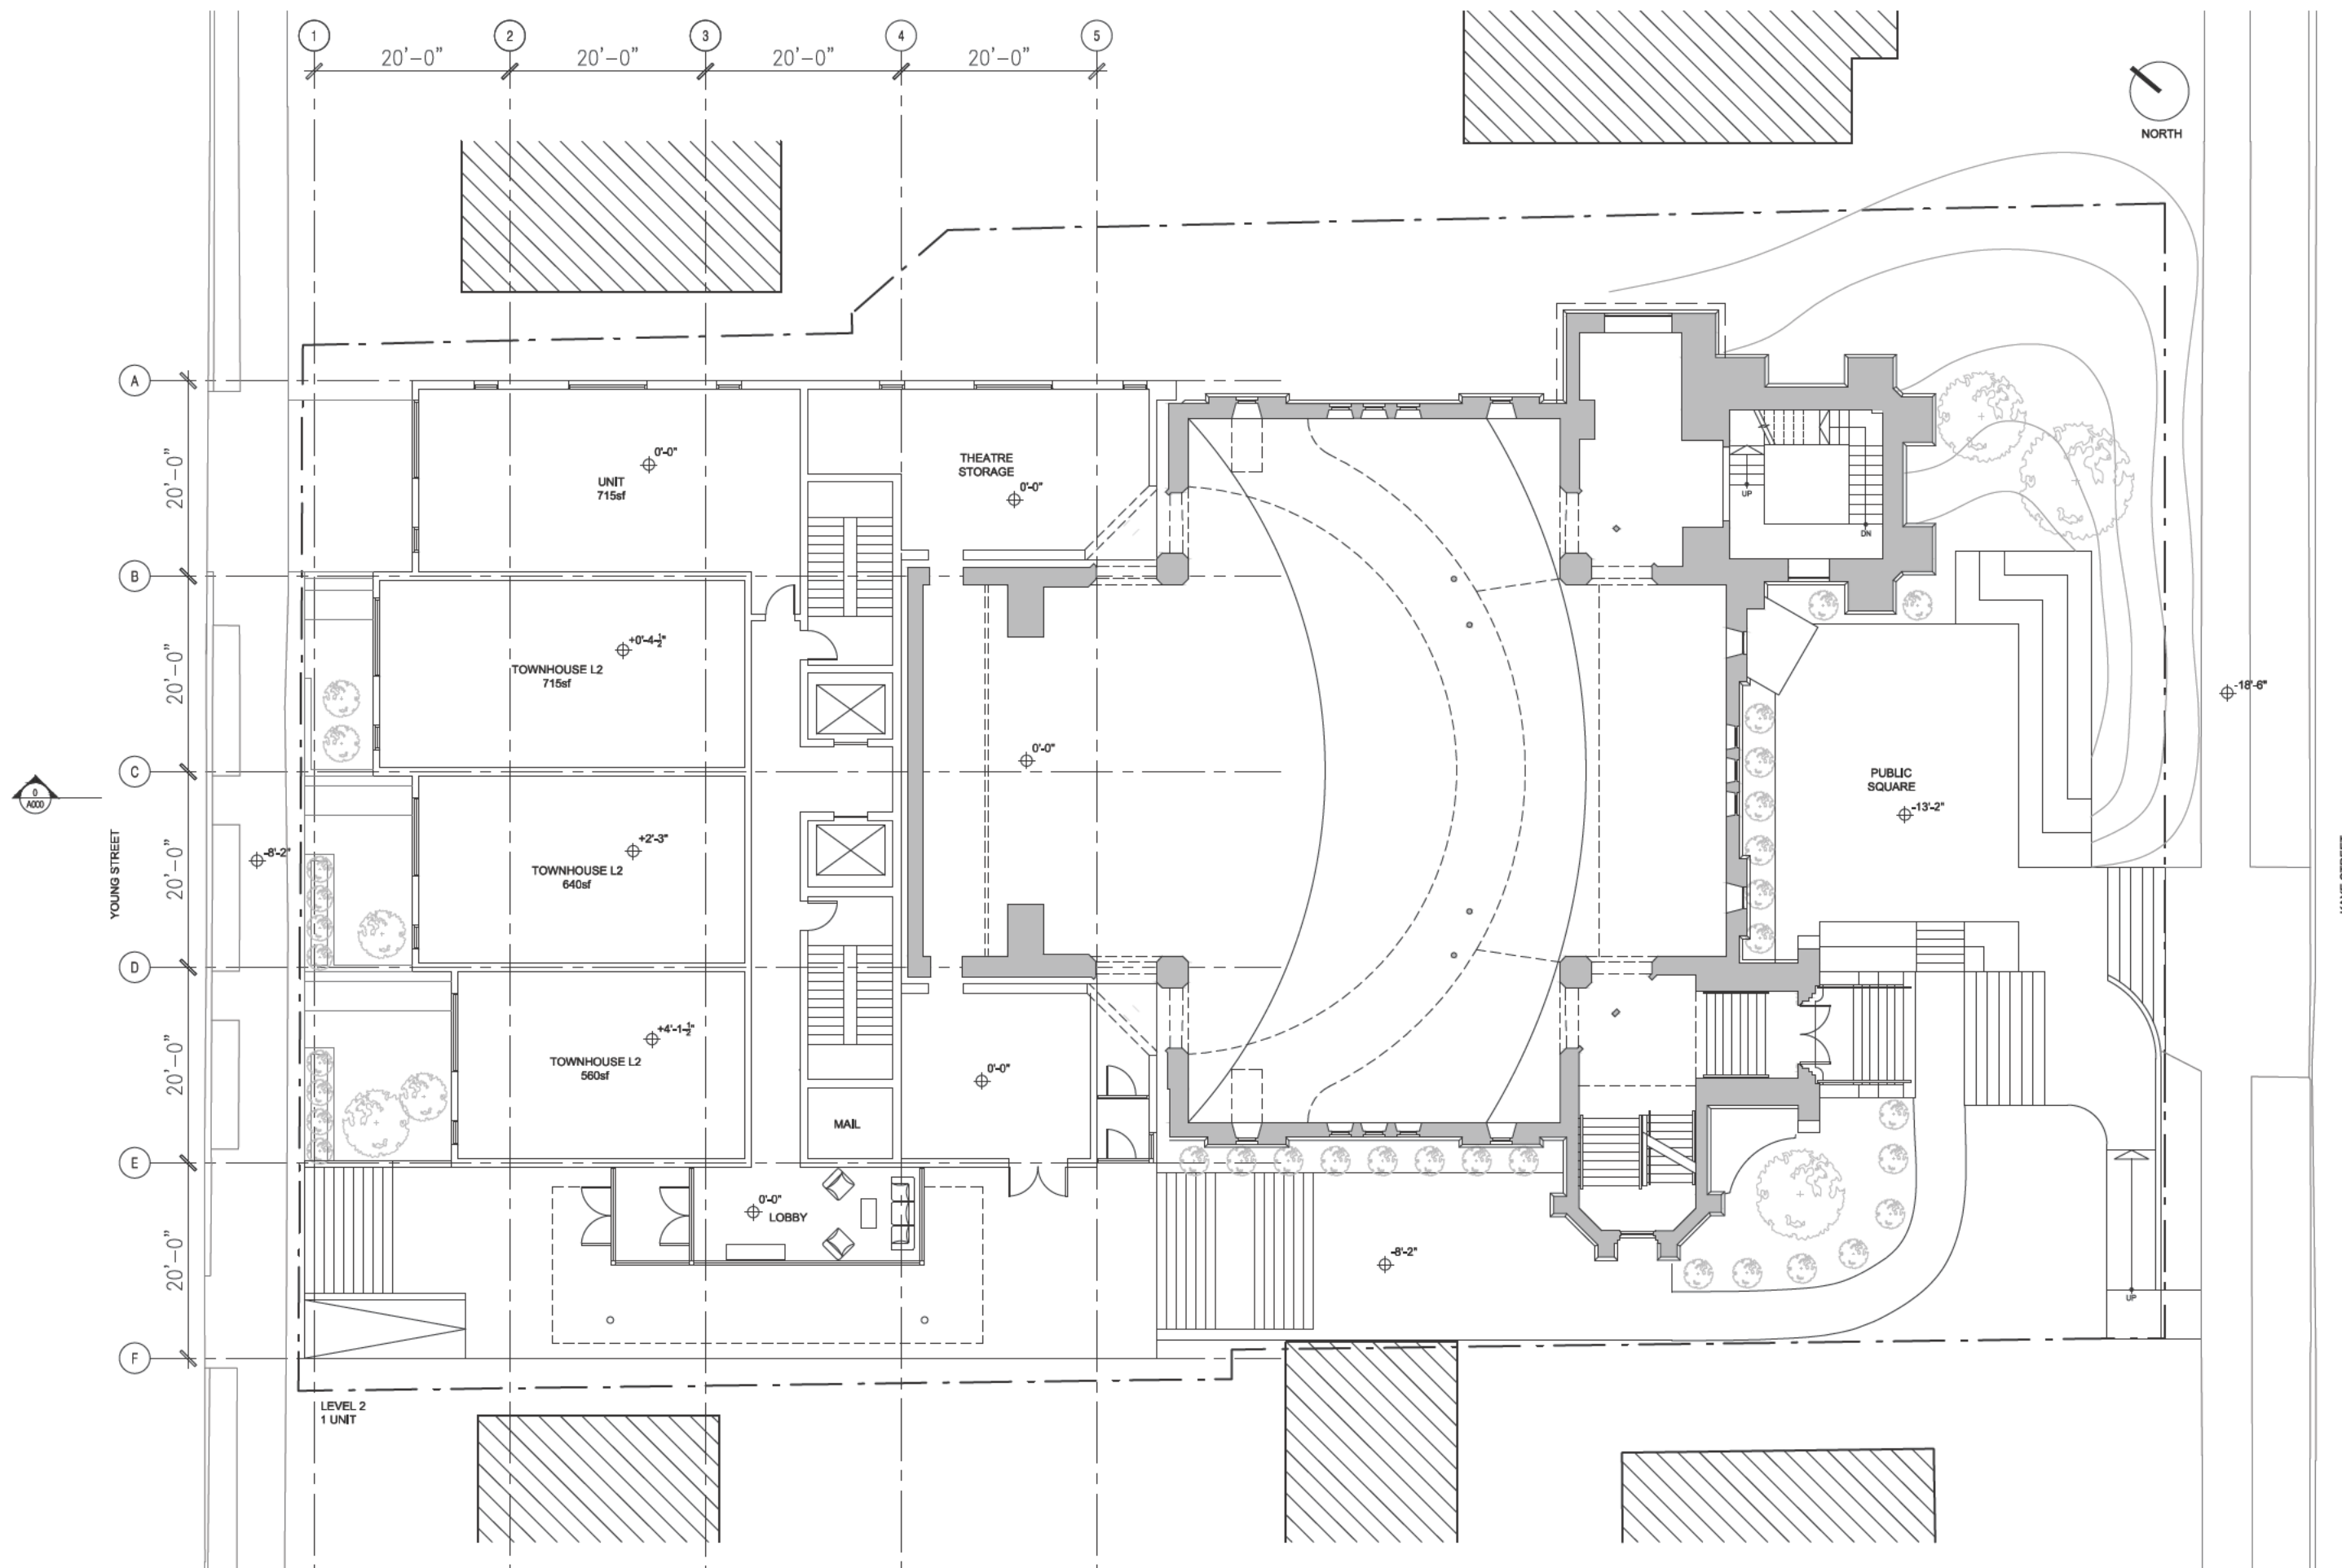 1
2
3
4
5
20'-0"
20'-0"
20'-0"
20'-0"
NORTH
A
B
C
D
E
F
20'-0"
20'-0"
20'-0"
20'-0"
20'-0"
0'-0"
UNIT
715sf
THEATRE
STORAGE
0'-0"
UP
DN
+0'-4-½"
TOWNHOUSE L2
715sf
-18'-6"
0'-0"
PUBLIC
SQUARE
-13'-2"
0
A000
YOUNG STREET
-8'-2"
+2'-3"
TOWNHOUSE L2
640sf
+4'-1-½"
TOWNHOUSE L2
560sf
0'-0"
MAIL
0'-0"
LOBBY
-8'-2"
UP
LEVEL 2
1 UNIT